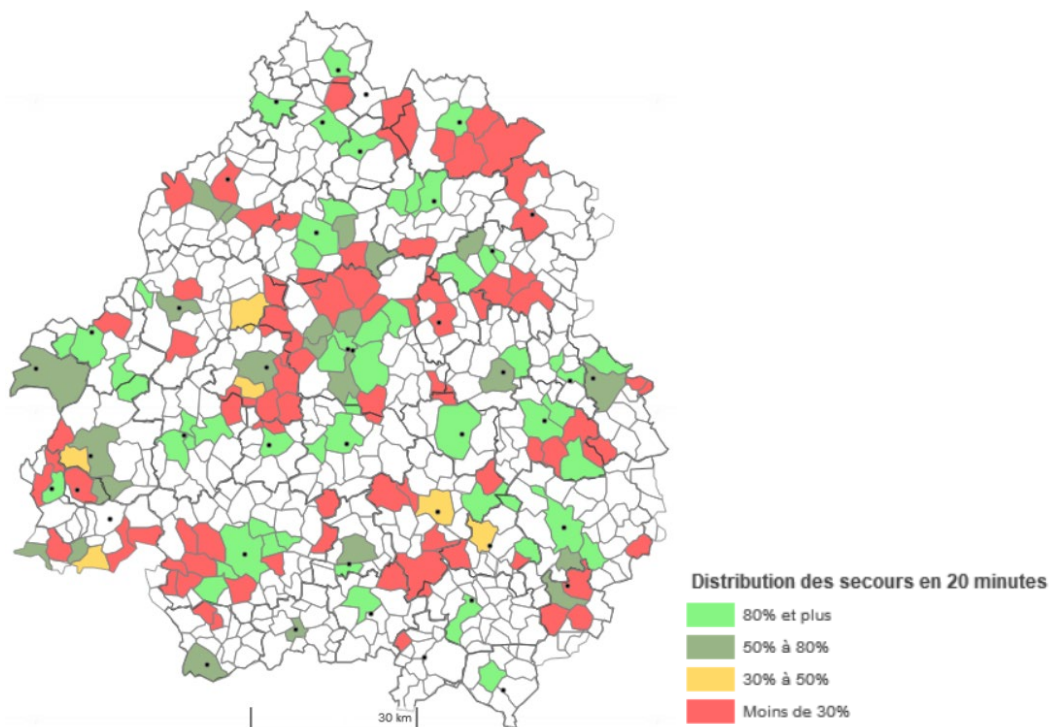 Distribution des secours en 20 minutes
80% et plus
50% à 80%
30% à 50%
Moins de 30%
30 km